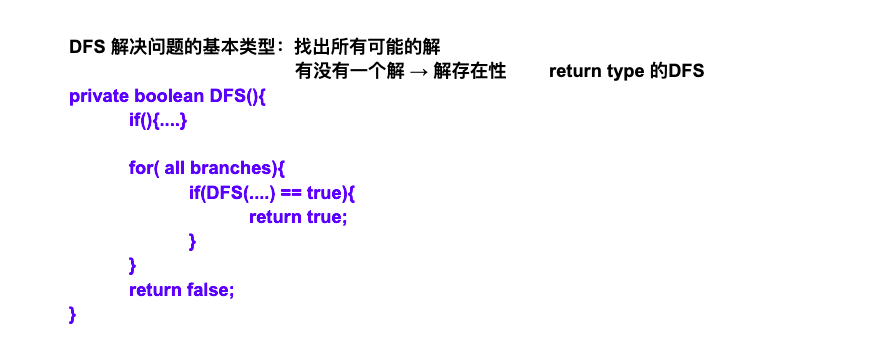 DFS 解决问题的基本类型：找出所有可能的解
有没有一个解 → 解存在性 return type 的DFS
private boolean DFS(){
if(){....}
for( all branches){
if(DFS(....) == true){
return true;
}
}
return false;
}